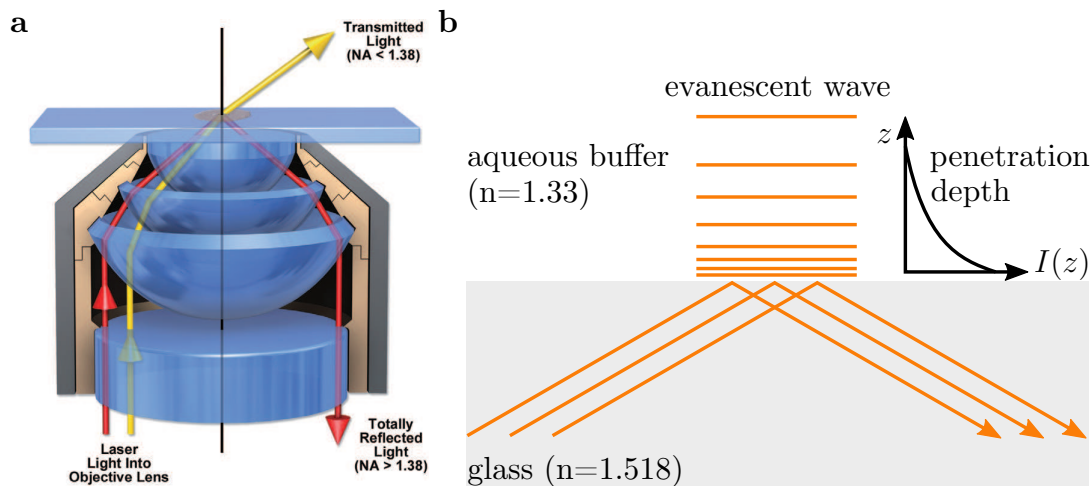 a
Transmitted
Light
(NA < 1.38)
Laser
Light Into
Objective Lens
Totally
Reflected
Light
(NA > 1.38)
b
evanescent wave
aqueous buffer
(n=1.33)
z
penetration
depth
I(z)
glass (n=1.518)